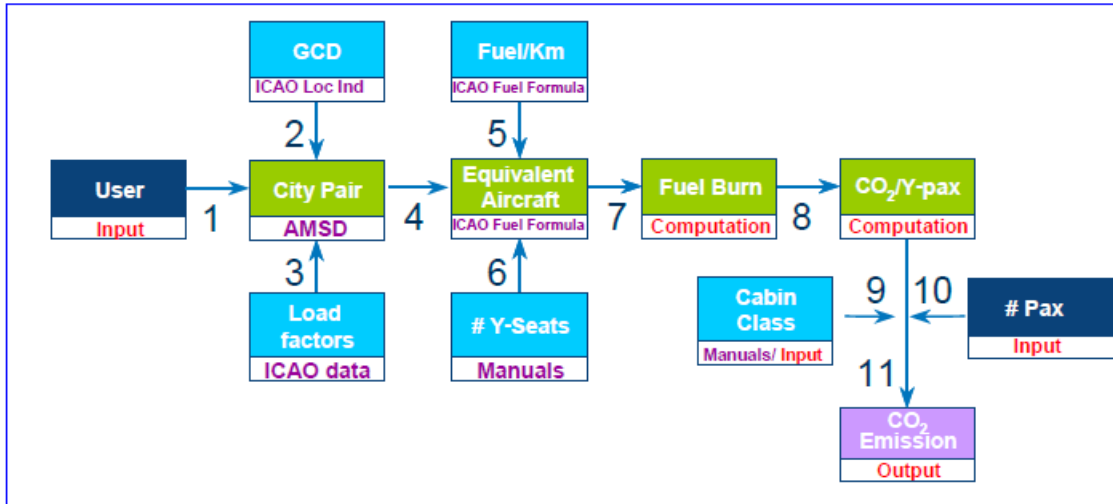 GCD
ICAO Loc Ind
Fuel/Km
ICAO Fuel Formula
2
5
User
Input
1
City Pair
AMSD
4
Equivalent
Aircraft
ICAO Fuel Formula
7
Fuel Burn
Computation
8
CO₂/Y-pax
Computation
3
Load
factors
ICAO data
6
# Y-Seats
Manuals
Cabin
Class
Manuals/ Input
9
10
# Pax
Input
11
CO₂
Emission
Output